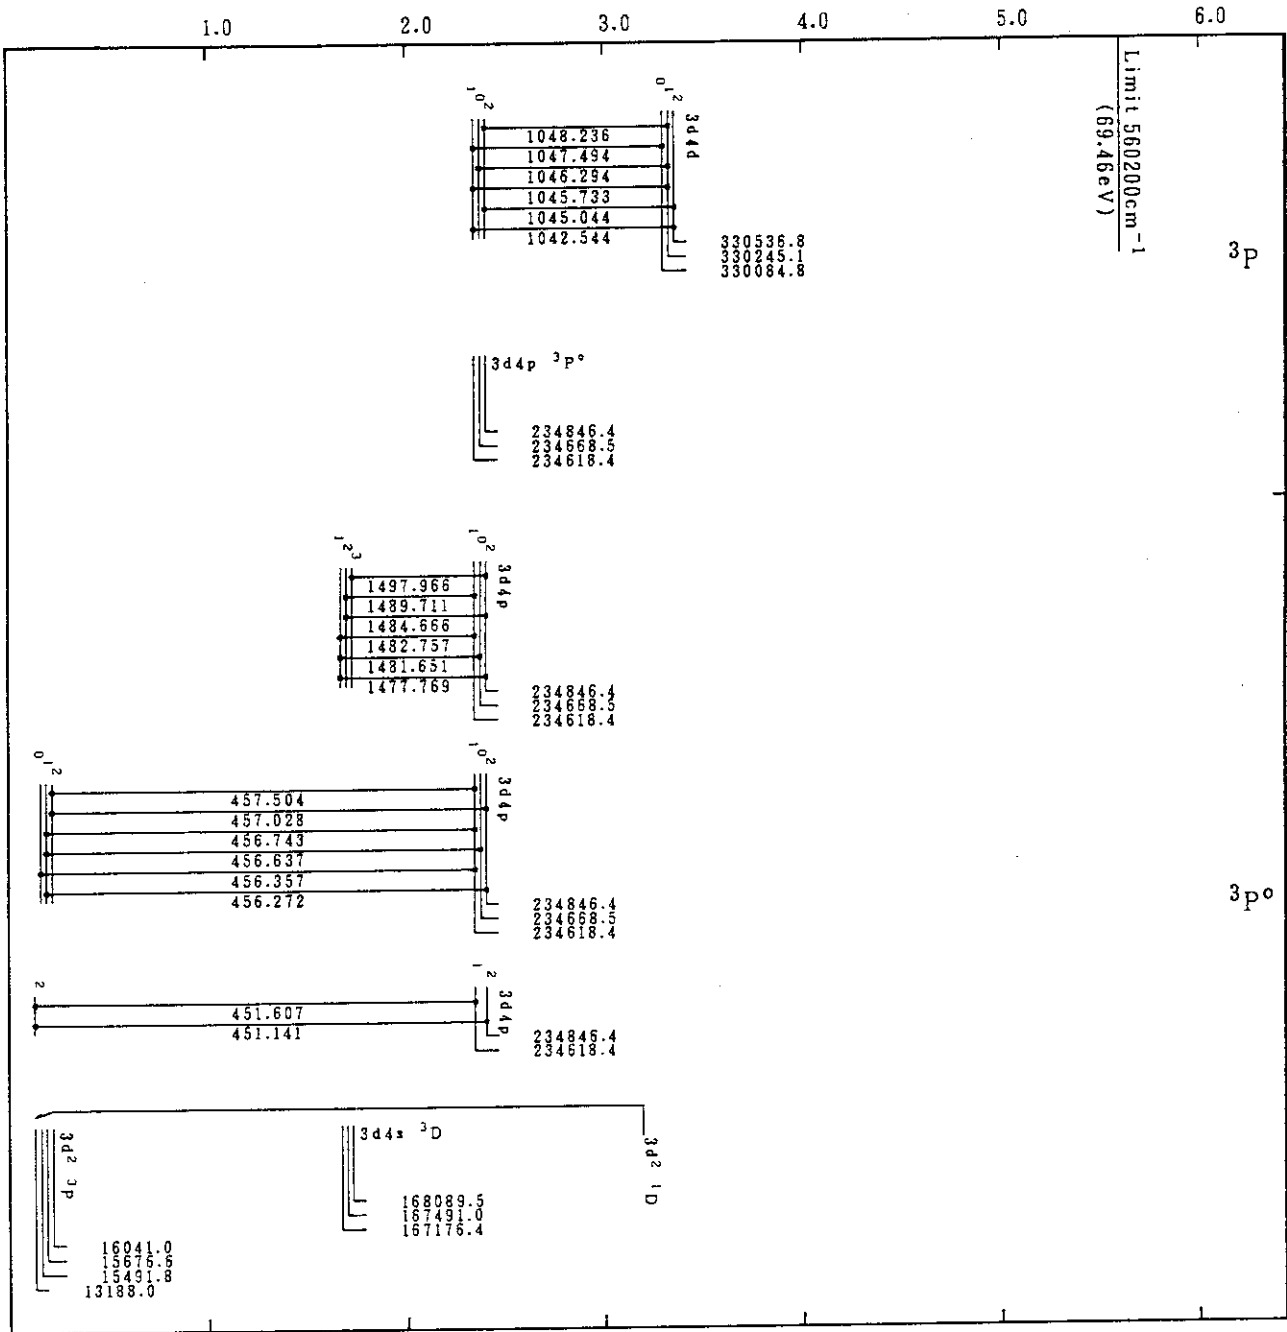 1.0 2.0 3.0 4.0 5.0 6.0
Limit 560200cm⁻¹
(69.46eV)
0 1 2
3d4d
1 0 2
1048.236
1047.494
1046.294
1045.733
1045.044
1042.544
330536.8
330245.1
330084.8
³P
3d4p ³P°
234846.4
234668.5
234618.4
1 2 3
1 0 2
3d4p
1497.966
1489.711
1484.666
1482.757
1481.651
1477.769
234846.4
234668.5
234618.4
0 1 2
1 0 2
3d4p
457.504
457.028
456.743
456.637
456.357
456.272
234846.4
234668.5
234618.4
³P°
2
1 2
3d4p
451.607
451.141
234846.4
234618.4
3d² ³P
3d4s ³D
3d² ¹D
168089.5
167491.0
167176.4
16041.0
15676.6
15491.8
13188.0